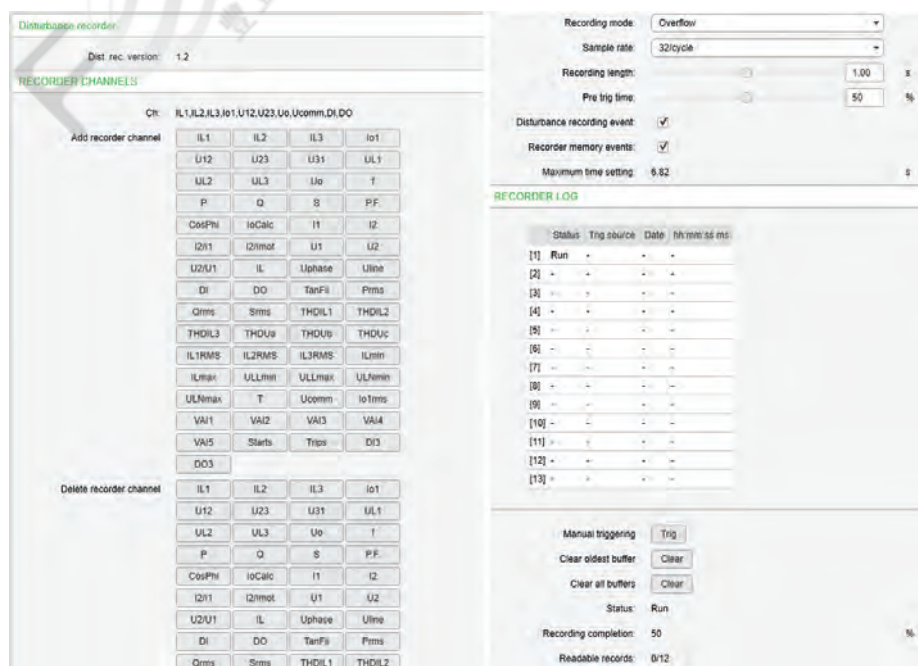 Disturbance recorder
Dist. rec. version: 1.2
RECORDER CHANNELS
Ch: IL1,IL2,IL3,Io1,U12,U23,Uo,Ucomm,DI,DO
Add recorder channel
IL1 IL2 IL3 Io1
U12 U23 U31 UL1
UL2 UL3 Uo f
P Q S P.F.
CosPhi IoCalc I1 I2
I2/I1 I2/Imot U1 U2
U2/U1 IL Uphase Uline
DI DO TanFii Prms
Qrms Srms THDIL1 THDIL2
THDIL3 THDUa THDUb THDUc
IL1RMS IL2RMS IL3RMS ILmin
ILmax ULLmin ULLmax ULNmin
ULNmax T Ucomm Io1rms
VAI1 VAI2 VAI3 VAI4
VAI5 Starts Trips DI3
DO3
Delete recorder channel
IL1 IL2 IL3 Io1
U12 U23 U31 UL1
UL2 UL3 Uo f
P Q S P.F.
CosPhi IoCalc I1 I2
I2/I1 I2/Imot U1 U2
U2/U1 IL Uphase Uline
DI DO TanFii Prms
Qrms Srms THDIL1 THDIL2
Recording mode: Overflow
Sample rate: 32/cycle
Recording length: 1.00 s
Pre trig time: 50 %
Disturbance recording event:
Recorder memory events:
Maximum time setting: 6.82 s
RECORDER LOG
Status Trig source Date hh:mm:ss.ms
[1] Run - - -
[2] - - - -
[3] - - - -
[4] - - - -
[5] - - - -
[6] - - - -
[7] - - - -
[8] - - - -
[9] - - - -
[10] - - - -
[11] - - - -
[12] - - - -
[13] - - - -
Manual triggering Trig
Clear oldest buffer Clear
Clear all buffers Clear
Status: Run
Recording completion: 50 %
Readable records: 0/12